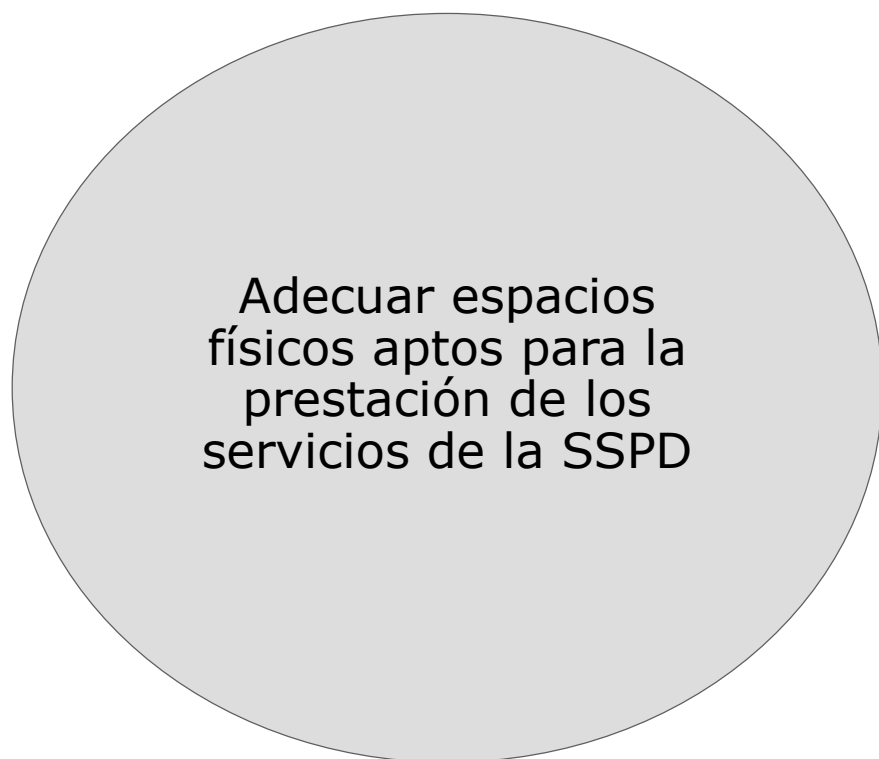 Adecuar espacios
físicos aptos para la
prestación de los
servicios de la SSPD